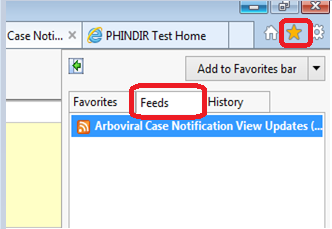 Case Noti...
PHINDIR Test Home
Add to Favorites bar
Favorites
Feeds
History
Arboviral Case Notification View Updates (...